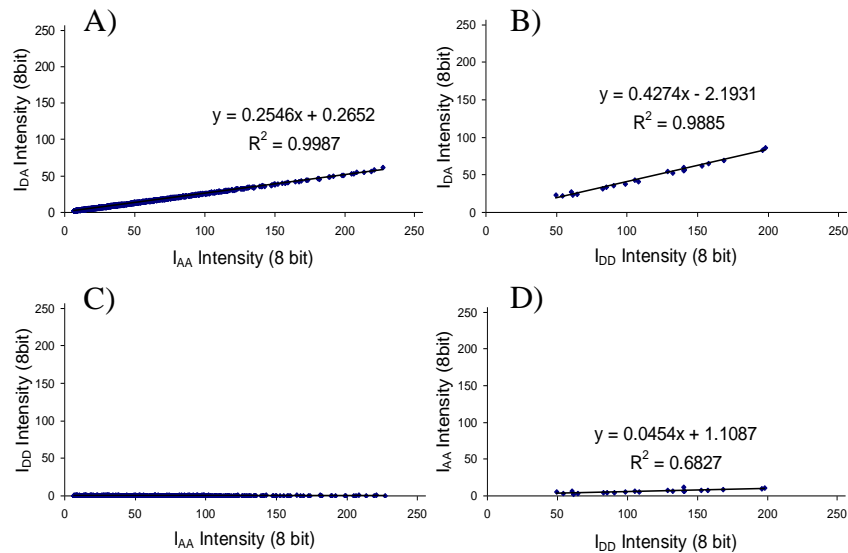 A)
I_DA Intensity (8bit)
250
200
150
100
50
0
y = 0.2546x + 0.2652
R² = 0.9987
0 50 100 150 200 250
I_AA Intensity (8 bit)
B)
I_DA Intensity (8bit)
250
200
150
100
50
0
y = 0.4274x - 2.1931
R² = 0.9885
0 50 100 150 200 250
I_DD Intensity (8 bit)
C)
I_DD Intensity (8bit)
250
200
150
100
50
0
0 50 100 150 200 250
I_AA Intensity (8 bit)
D)
I_AA Intensity (8bit)
250
200
150
100
50
0
y = 0.0454x + 1.1087
R² = 0.6827
0 50 100 150 200 250
I_DD Intensity (8 bit)